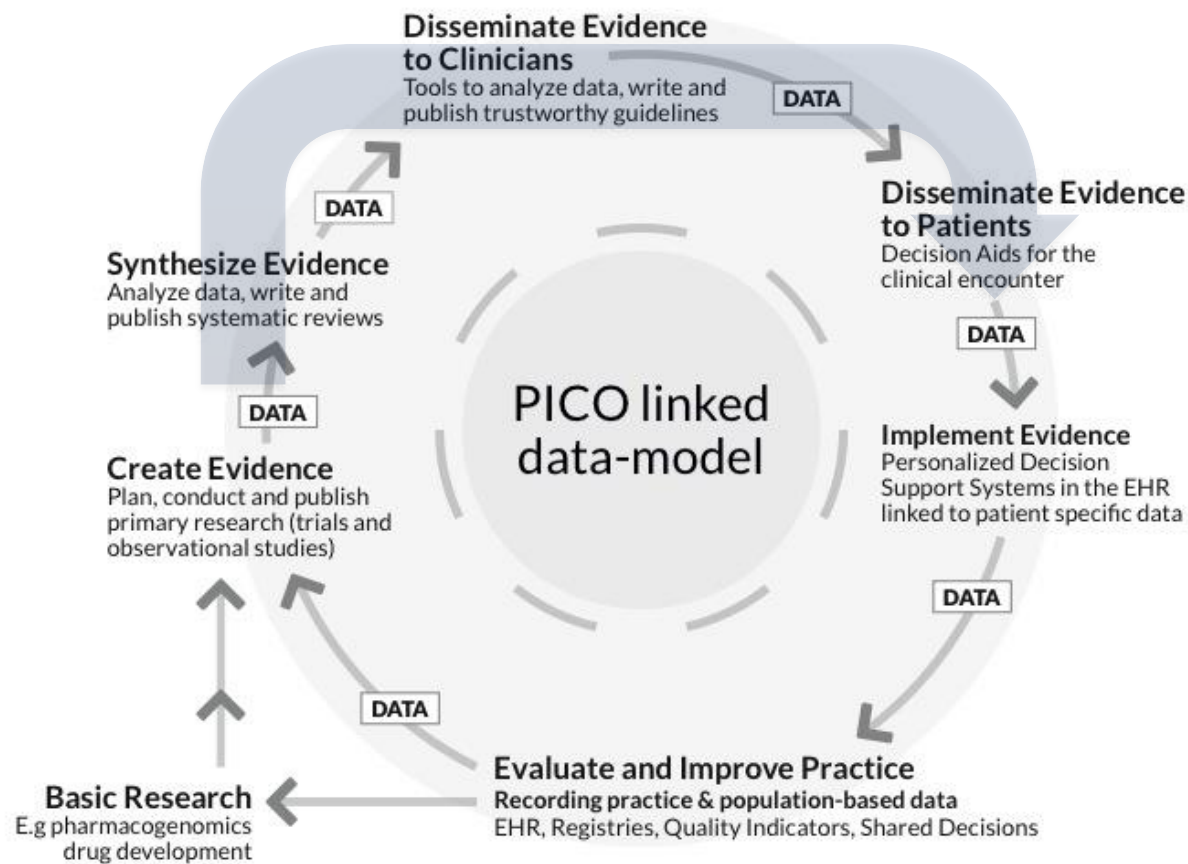 Disseminate Evidence
to Clinicians
Tools to analyze data, write and
publish trustworthy guidelines
DATA
DATA
Disseminate Evidence
to Patients
Decision Aids for the
clinical encounter
Synthesize Evidence
Analyze data, write and
publish systematic reviews
DATA
DATA
PICO linked
data-model
Implement Evidence
Personalized Decision
Support Systems in the EHR
linked to patient specific data
Create Evidence
Plan, conduct and publish
primary research (trials and
observational studies)
DATA
DATA
Evaluate and Improve Practice
Recording practice & population-based data
EHR, Registries, Quality Indicators, Shared Decisions
Basic Research
E.g pharmacogenomics
drug development